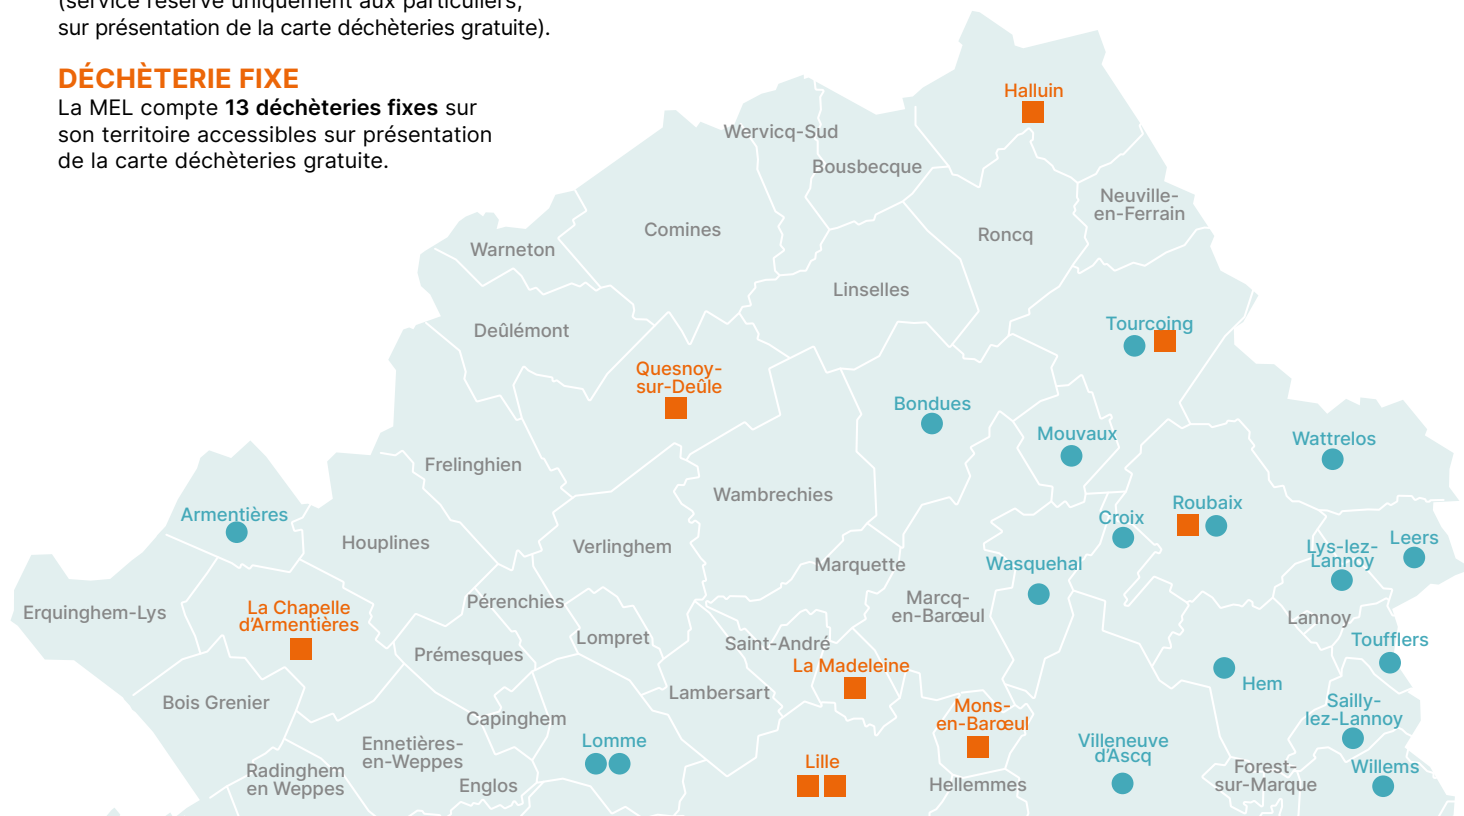 (service réservé uniquement aux particuliers,
sur présentation de la carte déchèteries gratuite).
DÉCHÈTERIE FIXE
La MEL compte 13 déchèteries fixes sur
son territoire accessibles sur présentation
de la carte déchèteries gratuite.
Halluin
Wervicq-Sud
Bousbecque
Neuville-
en-Ferrain
Comines
Roncq
Warneton
Linselles
Deûlémont
Tourcoing
Quesnoy-
sur-Deûle
Bondues
Mouvaux
Wattrelos
Frelinghien
Wambrechies
Armentières
Roubaix
Croix
Houplines
Verlinghem
Leers
Lys-lez-
Lannoy
Marquette
Wasquehal
Erquinghem-Lys
La Chapelle
d'Armentières
Pérenchies
Marcq-
en-Barœul
Lannoy
Lompret
Saint-André
Toufflers
Prémesques
La Madeleine
Hem
Bois Grenier
Lambersart
Sailly-
lez-Lannoy
Mons-
en-Barœul
Capinghem
Ennetières-
en-Weppes
Lomme
Villeneuve
d'Ascq
Radinghem
en Weppes
Englos
Lille
Hellemmes
Forest-
sur-Marque
Willems